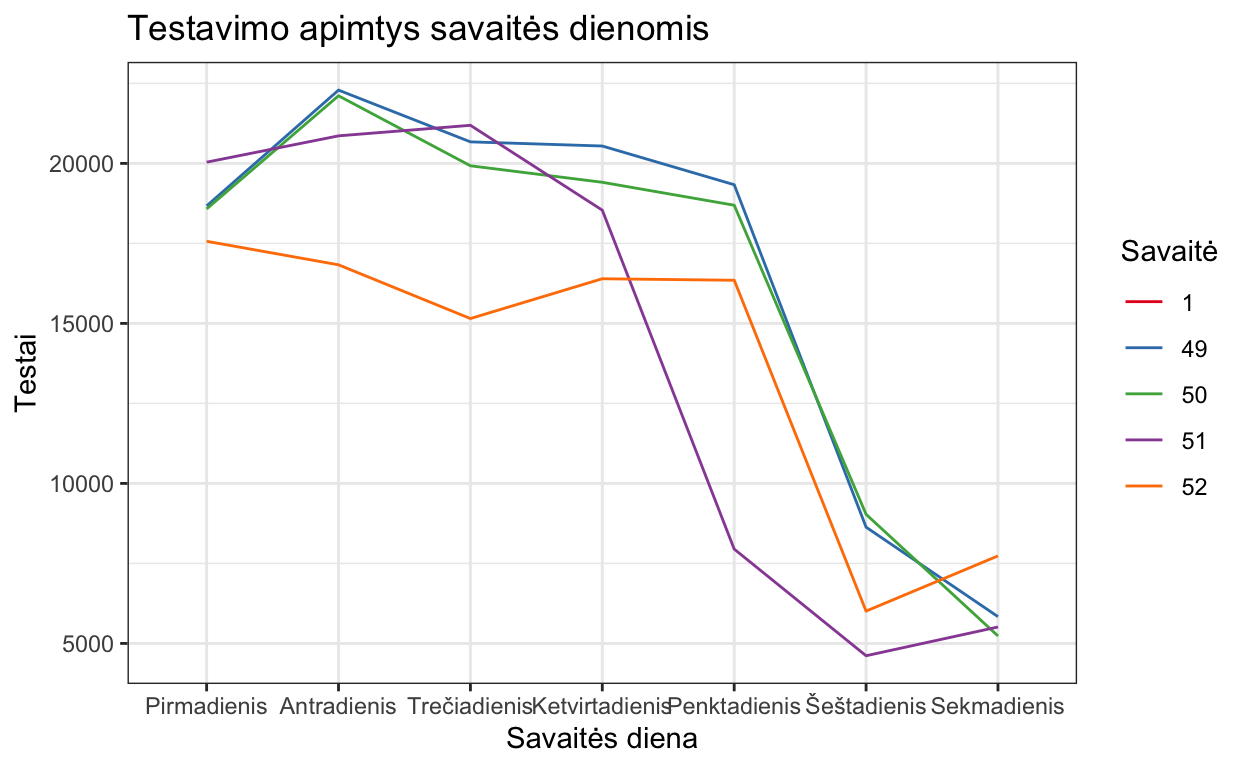 Testavimo apimtys savaitės dienomis
Testai
20000
15000
10000
5000
Pirmadienis Antradienis Trečiadienis Ketvirtadienis Penktadienis Šeštadienis Sekmadienis
Savaitės diena
Savaitė
1
49
50
51
52